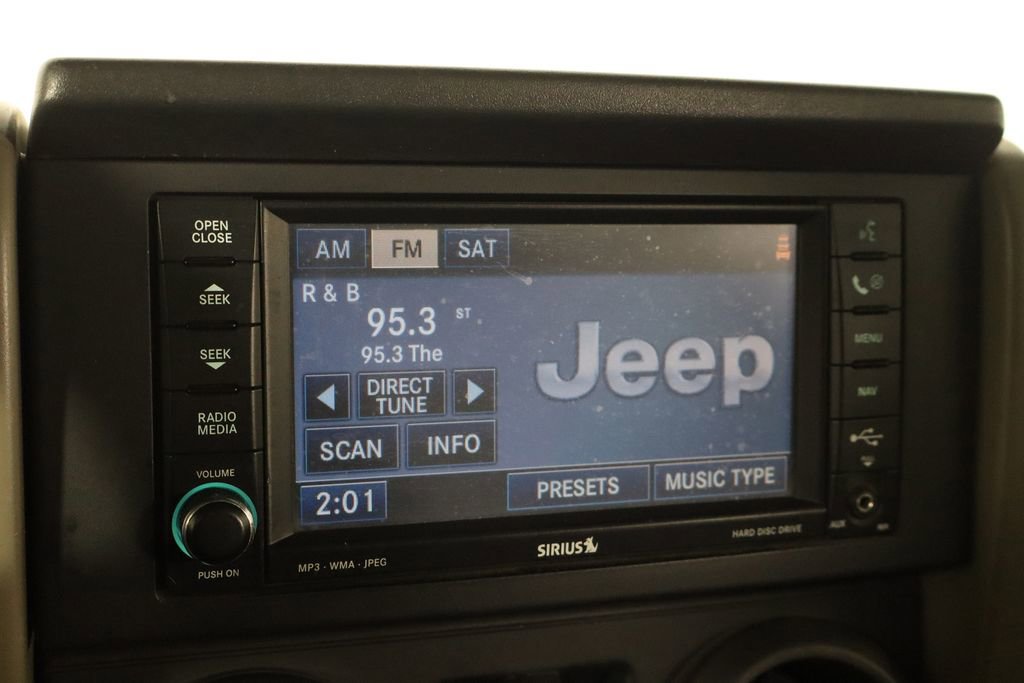 OPEN
CLOSE
SEEK
SEEK
RADIO
MEDIA
VOLUME
PUSH ON
AM FM SAT
R & B
95.3 ST
95.3 The
DIRECT
TUNE
SCAN INFO
2:01
PRESETS MUSIC TYPE
Jeep
MENU
NAV
AUX
MP3 · WMA · JPEG
SIRIUS
HARD DISC DRIVE